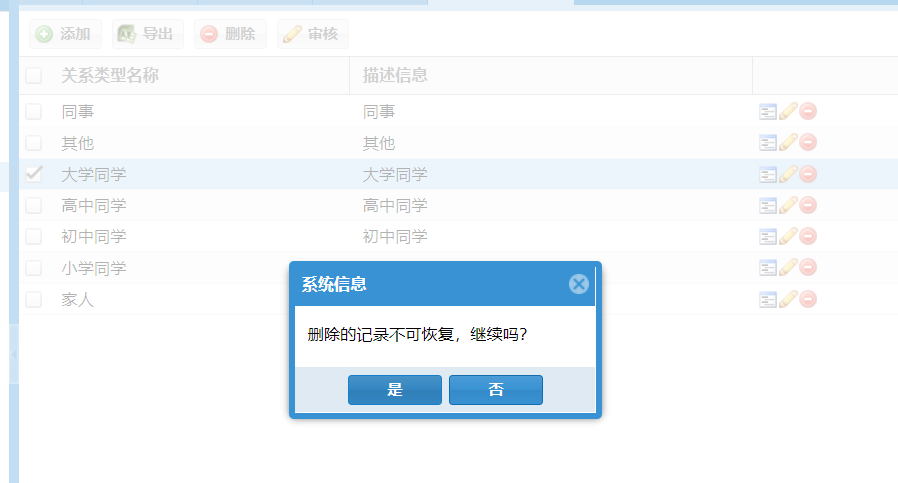 添加 导出 删除 审核
关系类型名称 描述信息
同事 同事
其他 其他
大学同学 大学同学
高中同学 高中同学
初中同学 初中同学
小学同学
家人
系统信息
删除的记录不可恢复，继续吗?
是 否